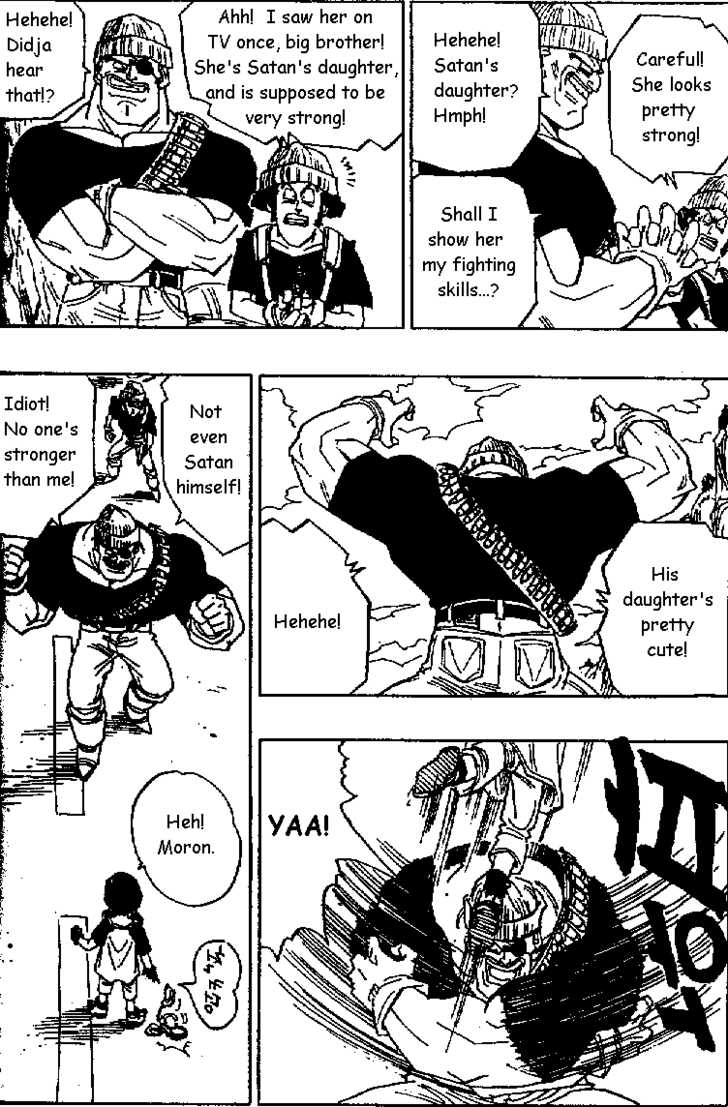 Hehehe!
Didja
hear
that!?
Ahh! I saw her on
TV once, big brother!
She's Satan's daughter,
and is supposed to be
very strong!
Hehehe!
Satan's
daughter?
Hmph!
Careful!
She looks
pretty
strong!
Shall I
show her
my fighting
skills...?
Idiot!
No one's
stronger
than me!
Not
even
Satan
himself!
Heh!
Moron.
Hehehe!
His
daughter's
pretty
cute!
YAA!